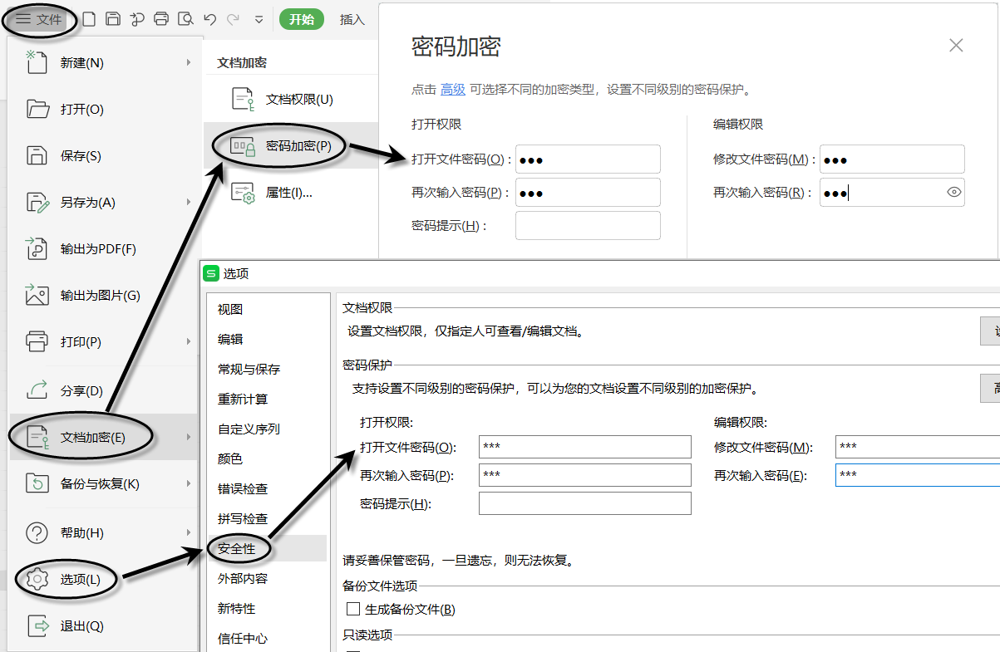 文件
开始
插入
新建(N)
打开(O)
保存(S)
另存为(A)
输出为PDF(F)
输出为图片(G)
打印(P)
分享(D)
文档加密(E)
备份与恢复(K)
帮助(H)
选项(L)
退出(Q)
文档加密
文档权限(U)
密码加密(P)
属性(I)...
密码加密
点击 高级 可选择不同的加密类型，设置不同级别的密码保护。
打开权限
打开文件密码(O)：
再次输入密码(P)：
密码提示(H)：
编辑权限
修改文件密码(M)：
再次输入密码(R)：
选项
视图
编辑
常规与保存
重新计算
自定义序列
颜色
错误检查
拼写检查
安全性
外部内容
新特性
信任中心
文档权限
设置文档权限，仅指定人可查看/编辑文档。
密码保护
支持设置不同级别的密码保护，可以为您的文档设置不同级别的加密保护。
高
打开权限:
打开文件密码(O): ***
再次输入密码(P): ***
密码提示(H):
编辑权限:
修改文件密码(M): ***
再次输入密码(E): ***
请妥善保管密码，一旦遗忘，则无法恢复。
备份文件选项
生成备份文件(B)
只读选项